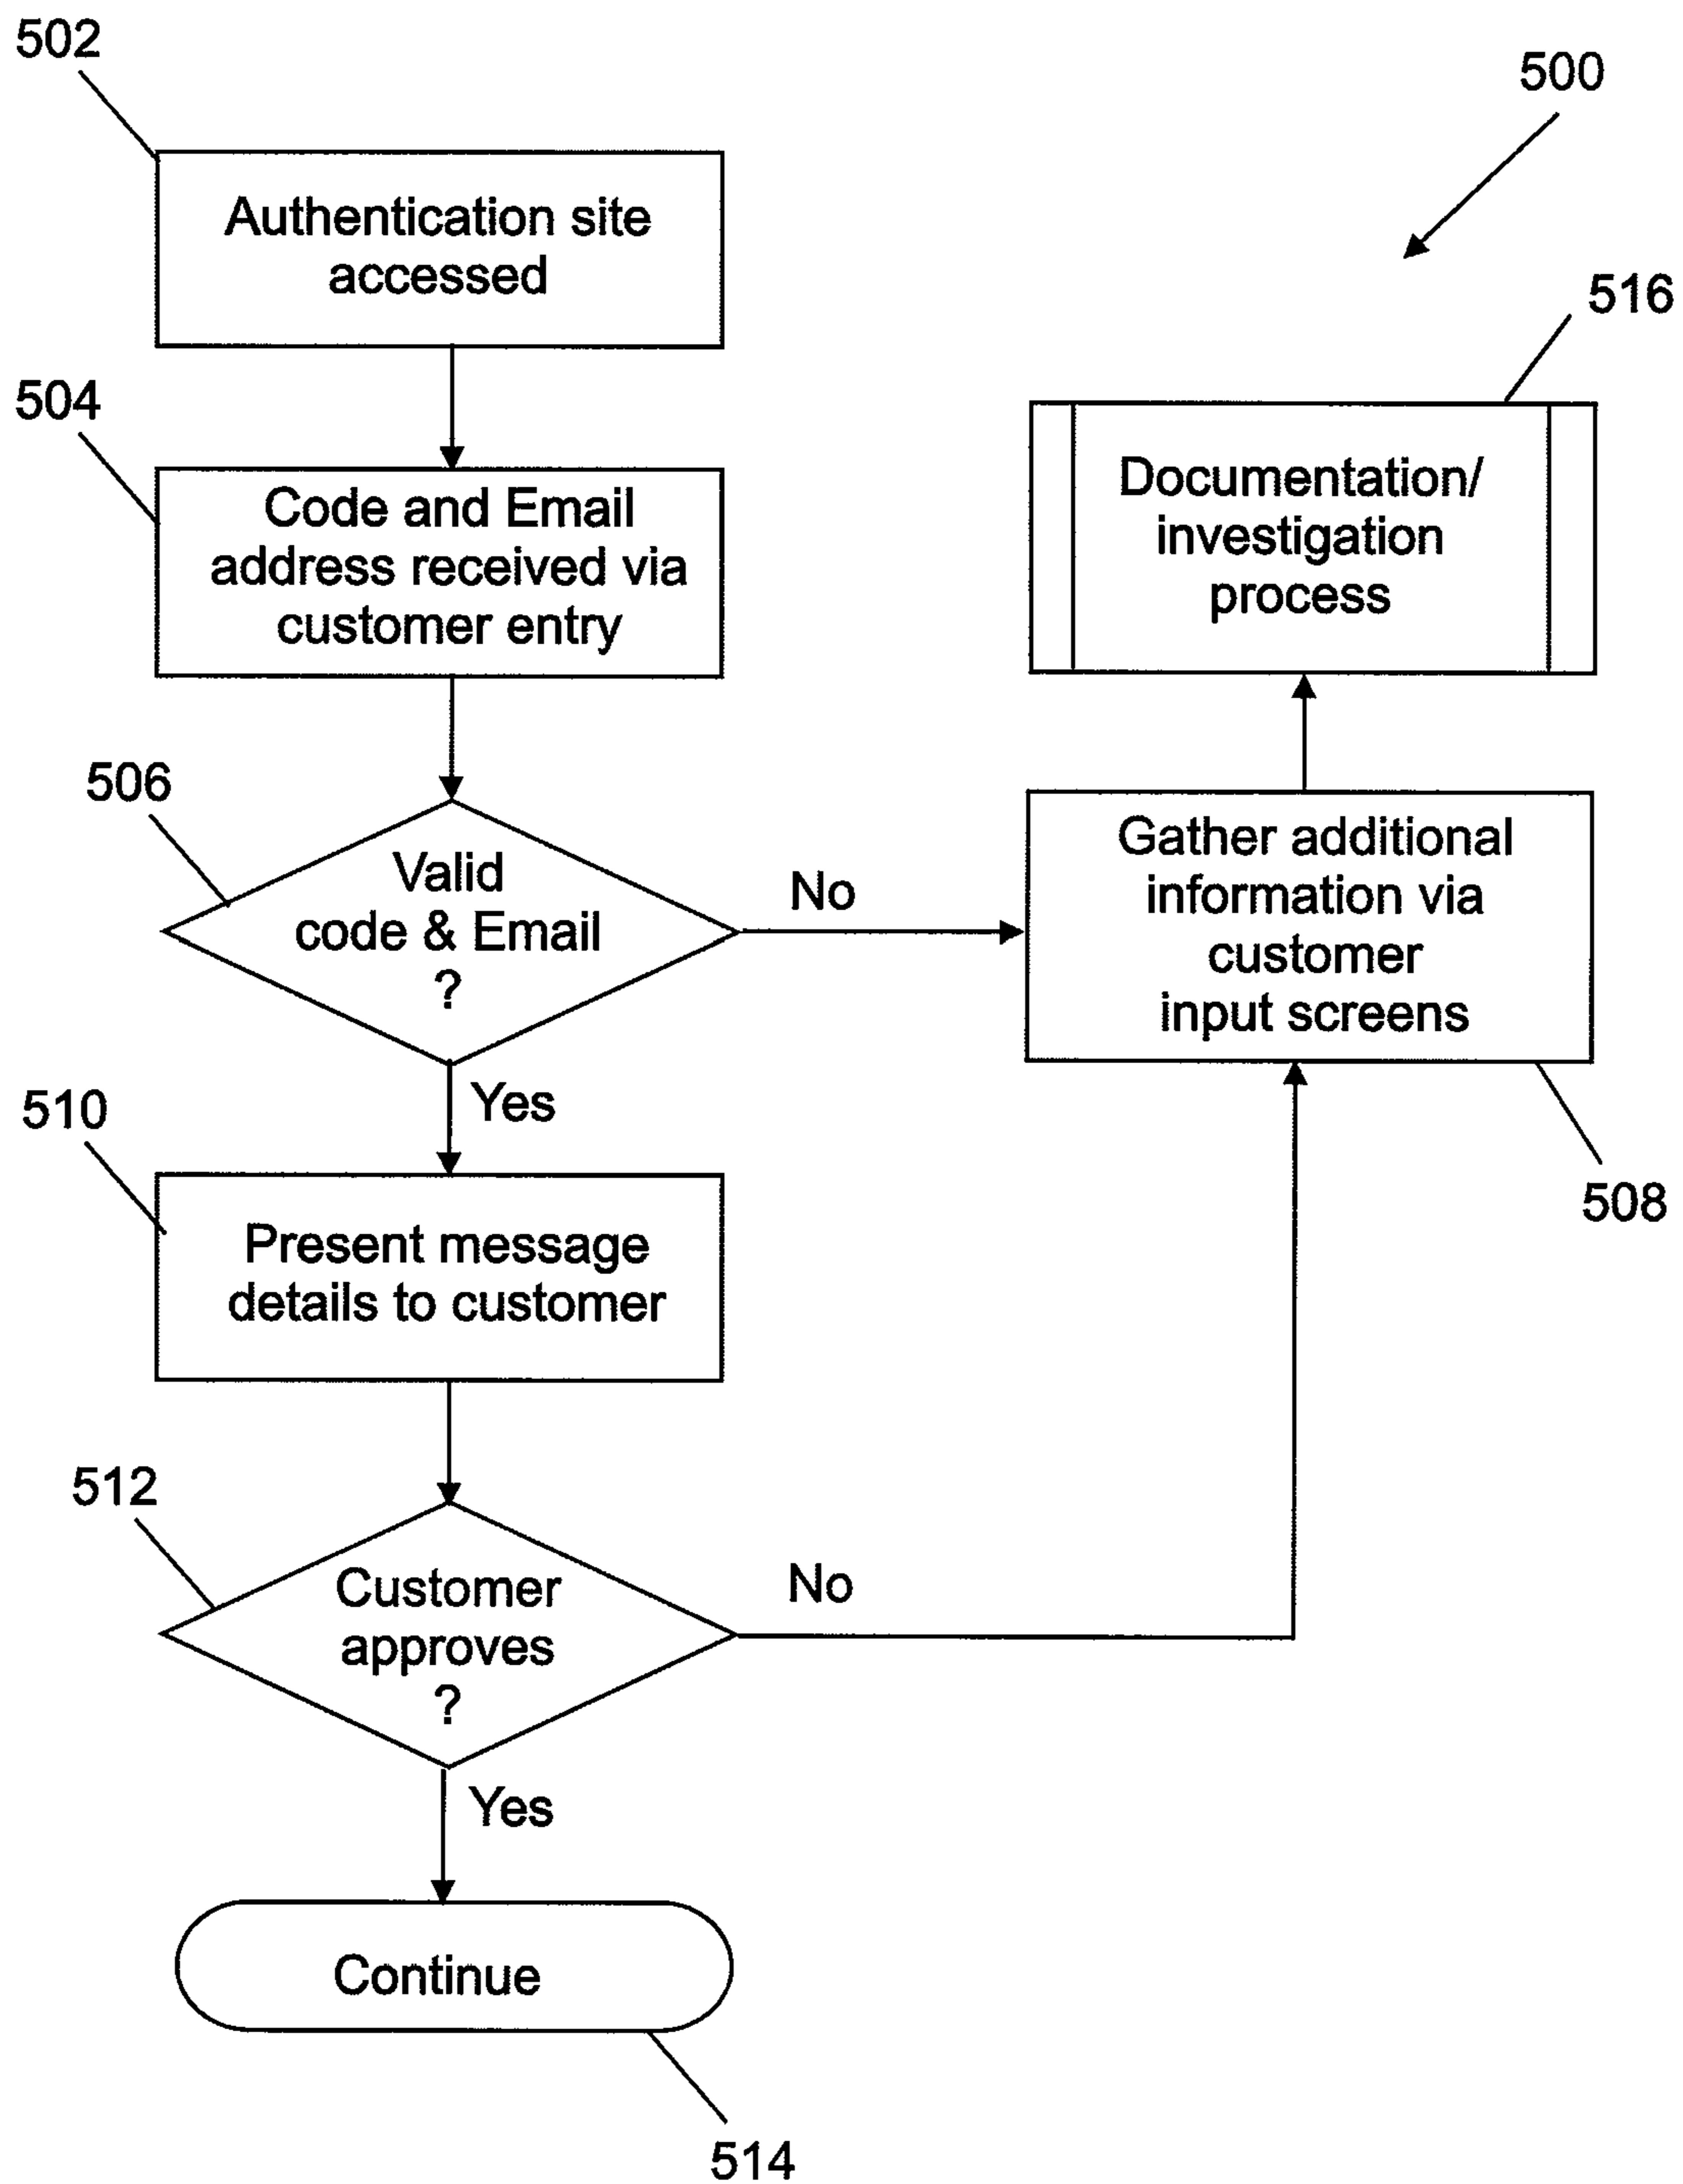 502
500
Authentication site
accessed
516
504
Code and Email
address received via
customer entry
Documentation/
investigation
process
506
Valid
code & Email
?
No
Gather additional
information via
customer
input screens
Yes
510
508
Present message
details to customer
512
Customer
approves
?
No
Yes
Continue
514